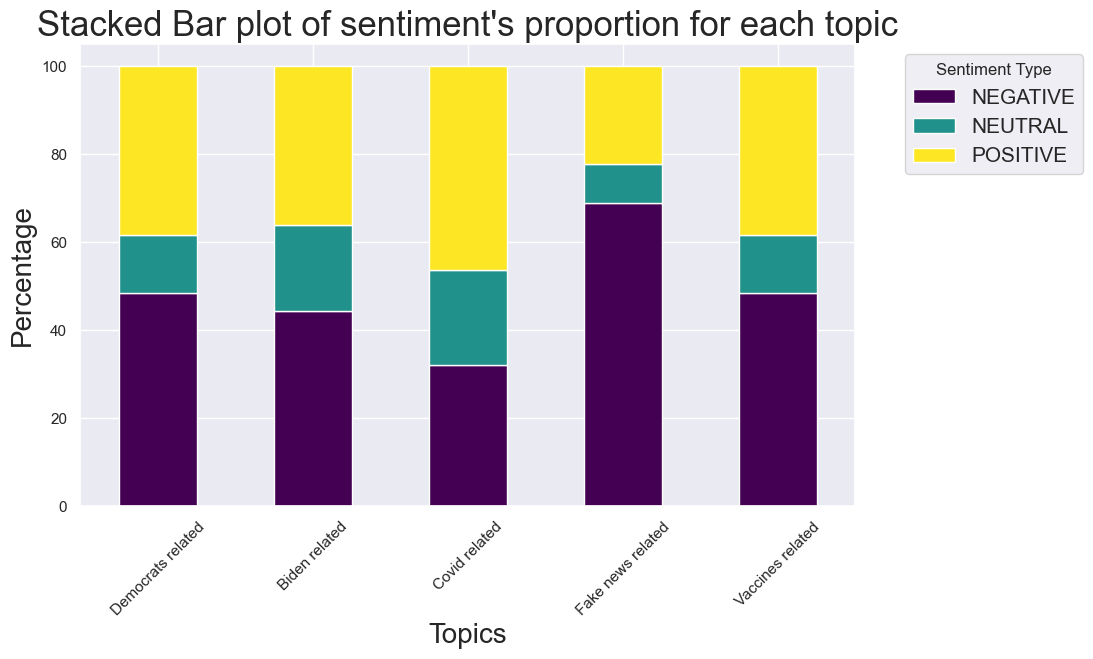 Stacked Bar plot of sentiment's proportion for each topic
Sentiment Type
NEGATIVE
NEUTRAL
POSITIVE
Percentage
100
80
60
40
20
0
Democrats related
Biden related
Covid related
Fake news related
Vaccines related
Topics